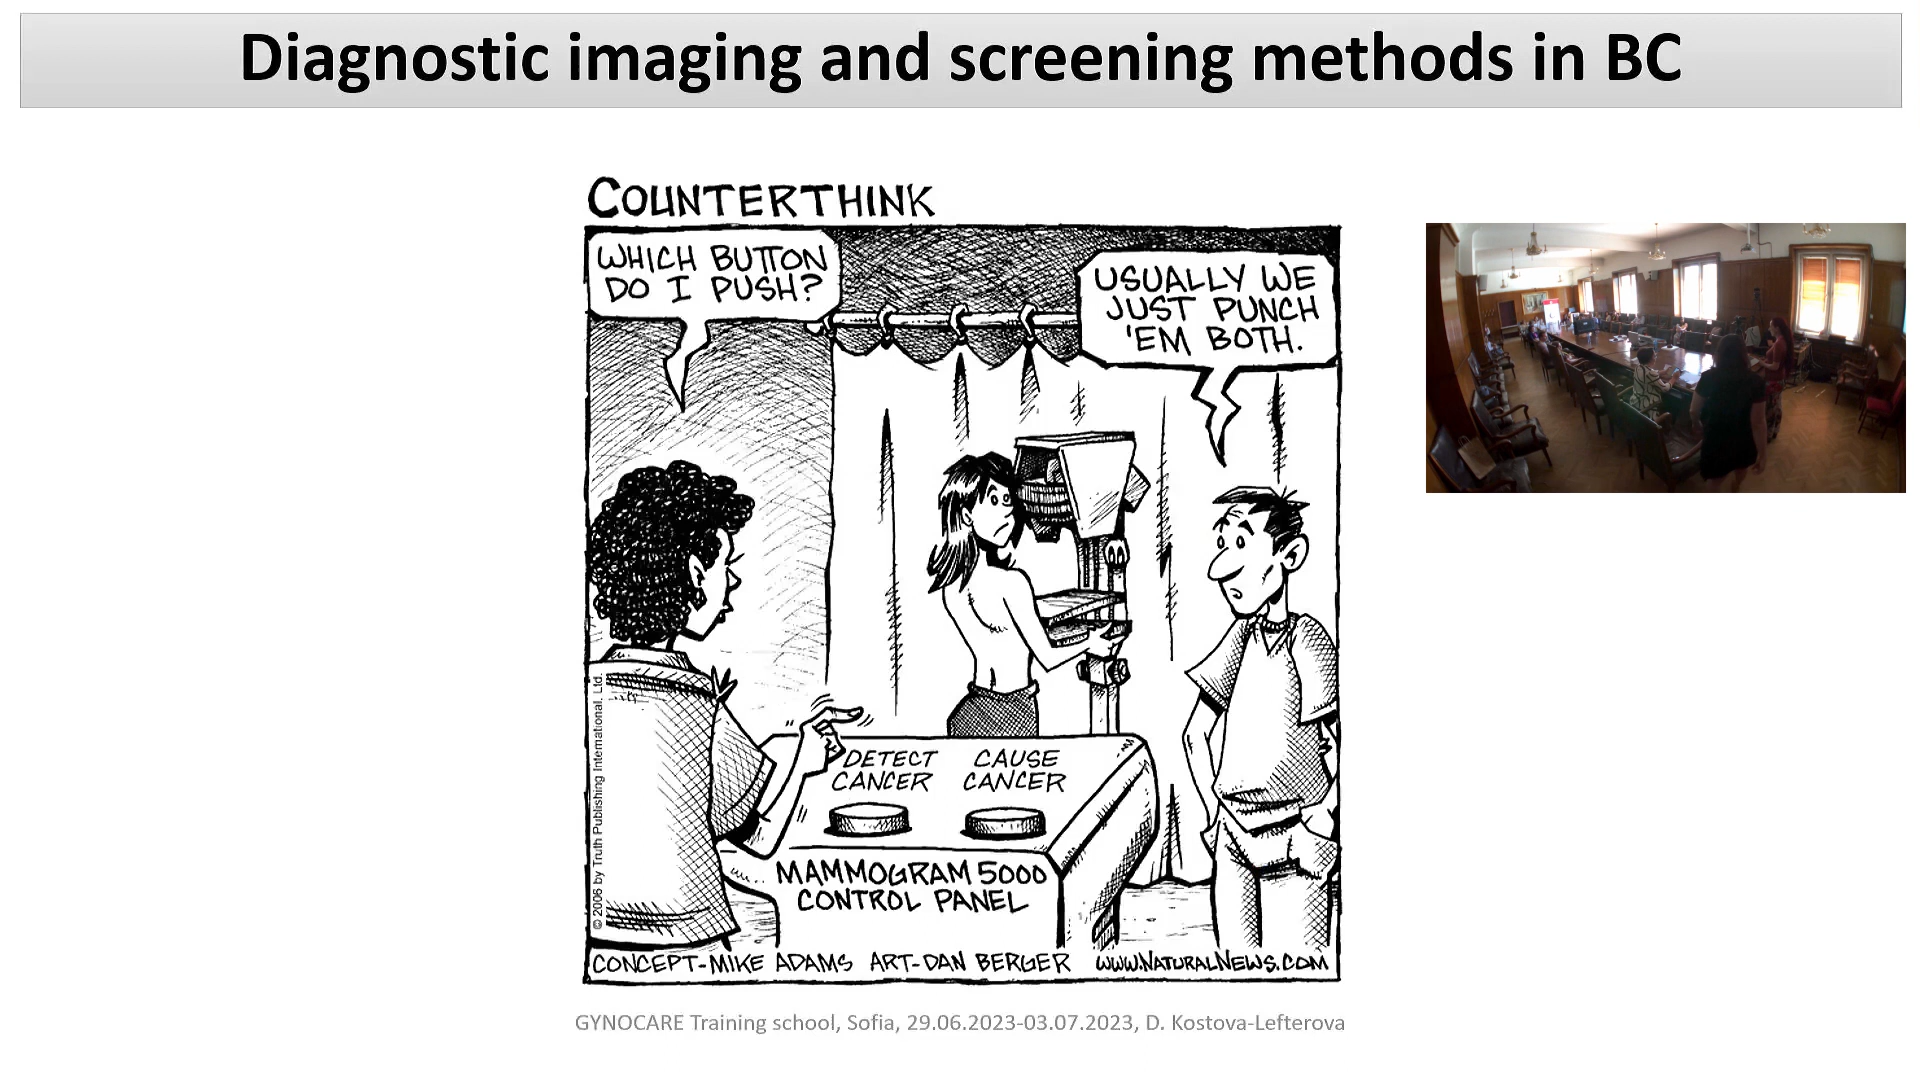 Diagnostic imaging and screening methods in BC
COUNTERTHINK
WHICH BUTTON
DO I PUSH?
USUALLY WE
JUST PUNCH
'EM BOTH.
DETECT
CANCER
CAUSE
CANCER
MAMMOGRAM 5000
CONTROL PANEL
© 2006 by Truth Publishing International, Ltd.
CONCEPT-MIKE ADAMS ART-DAN BERGER WWW.NATURALNEWS.COM
GYNOCARE Training school, Sofia, 29.06.2023-03.07.2023, D. Kostova-Lefterova